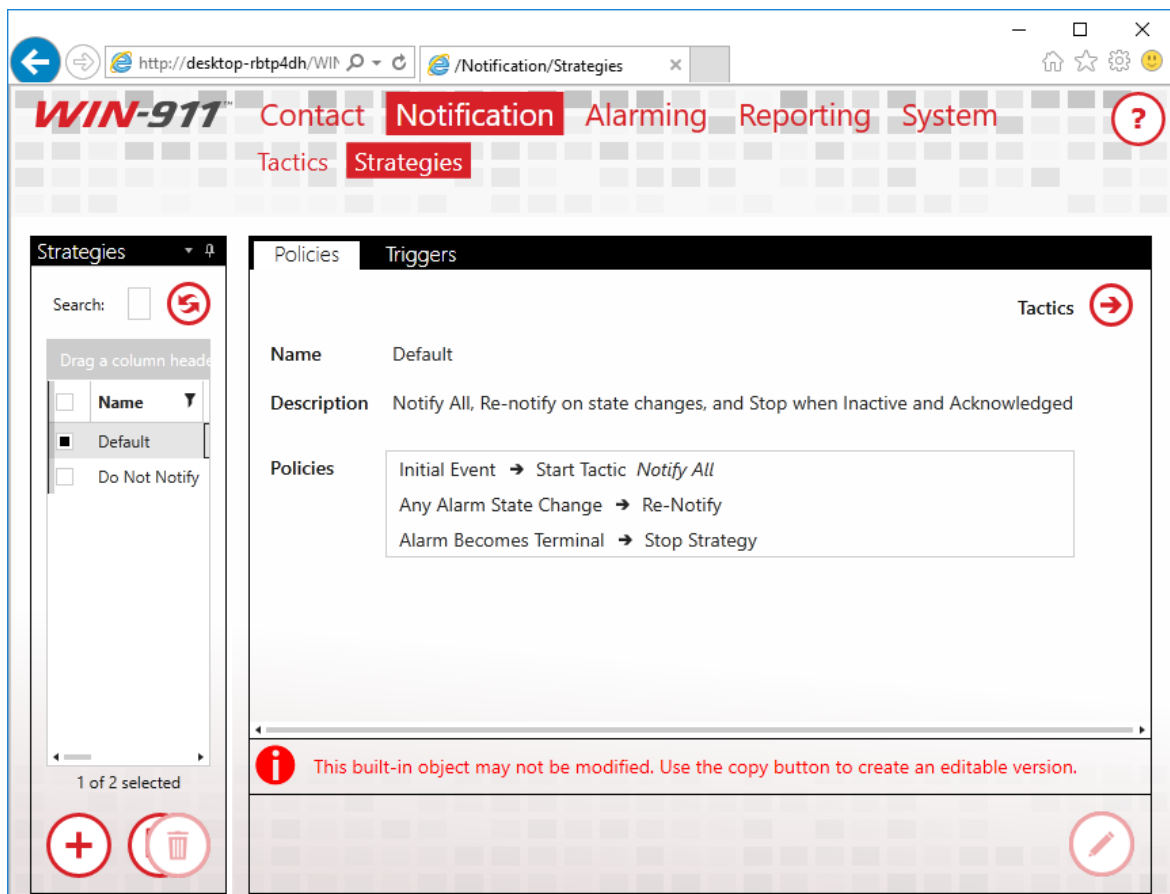 http://desktop-rbtp4dh/WIN
/Notification/Strategies
WIN-911™
Contact Notification Alarming Reporting System
?
Tactics Strategies
Strategies
Search:
Drag a column heade
Name
Default
Do Not Notify
1 of 2 selected
Policies Triggers
Tactics
Name Default
Description Notify All, Re-notify on state changes, and Stop when Inactive and Acknowledged
Policies
Initial Event → Start Tactic Notify All
Any Alarm State Change → Re-Notify
Alarm Becomes Terminal → Stop Strategy
This built-in object may not be modified. Use the copy button to create an editable version.